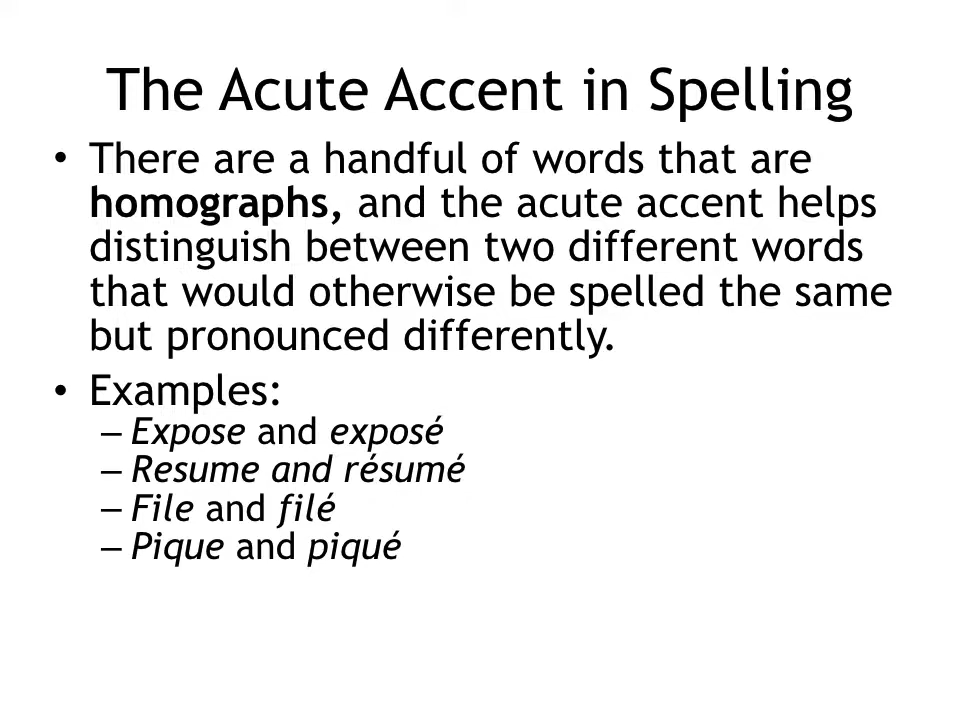 The Acute Accent in Spelling
• There are a handful of words that are
homographs, and the acute accent helps
distinguish between two different words
that would otherwise be spelled the same
but pronounced differently.
• Examples:
– Expose and exposé
– Resume and résumé
– File and filé
– Pique and piqué